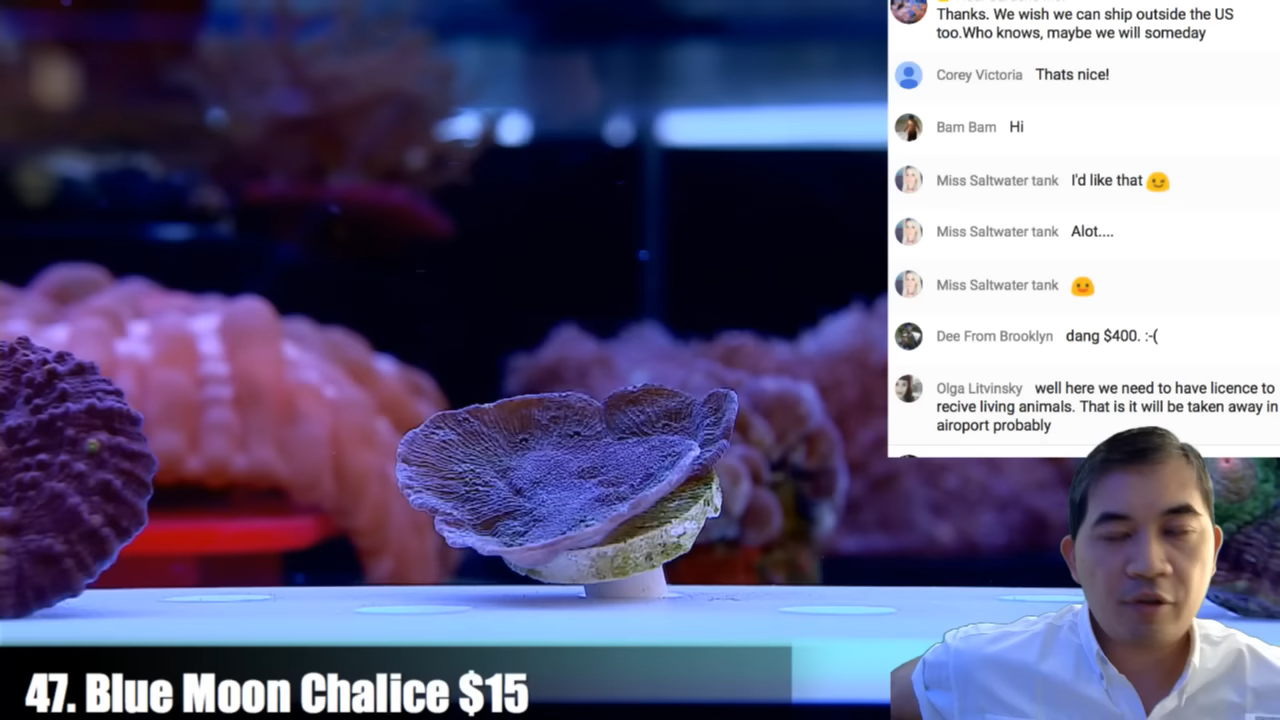 Thanks. We wish we can ship outside the US
too.Who knows, maybe we will someday
Corey Victoria Thats nice!
Bam Bam Hi
Miss Saltwater tank I'd like that
Miss Saltwater tank Alot....
Miss Saltwater tank
Dee From Brooklyn dang $400. :-(
Olga Litvinsky well here we need to have licence to
recive living animals. That is it will be taken away in
airoport probably
47. Blue Moon Chalice $15